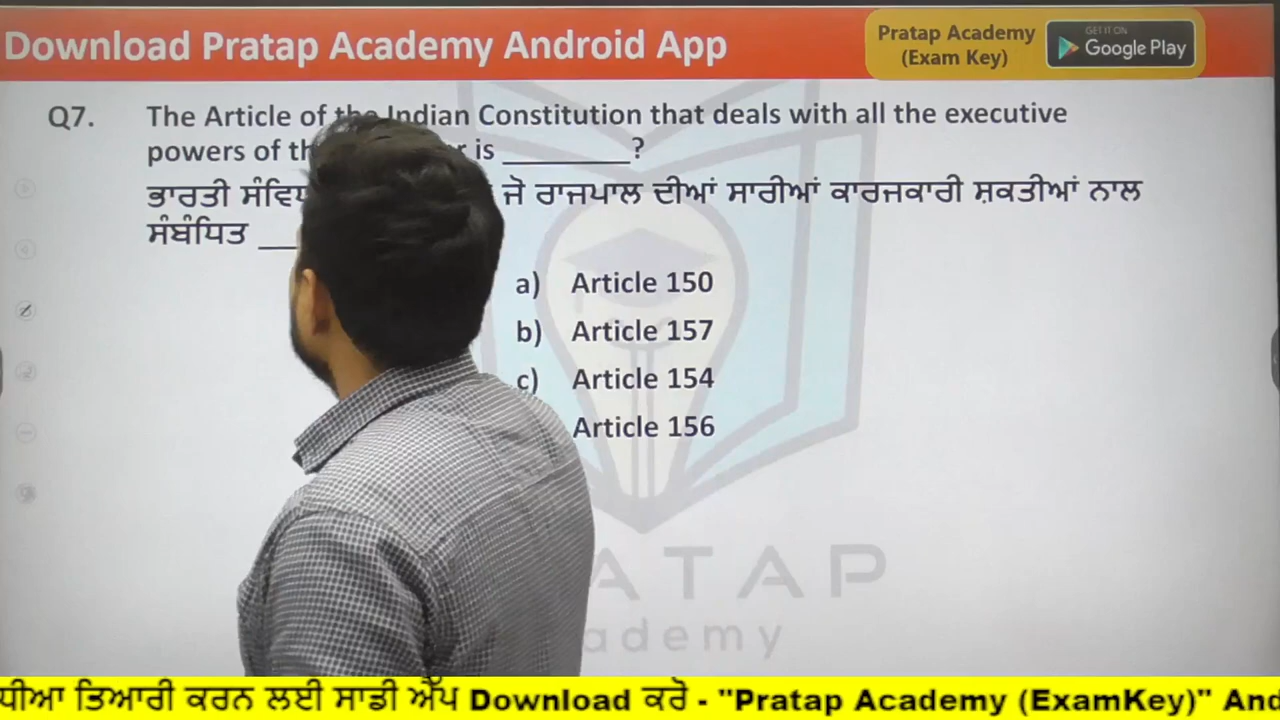 Download Pratap Academy Android App
Pratap Academy
(Exam Key)
GET IT ON
Google Play
Q7. The Article of the Indian Constitution that deals with all the executive
powers of is ________?
ਭਾਰਤੀ ਜੋ ਰਾਜਪਾਲ ਦੀਆਂ ਸਾਰੀਆਂ ਕਾਰਜਕਾਰੀ ਸ਼ਕਤੀਆਂ ਨਾਲ
ਸੰਬੰਧਿਤ ___
a) Article 150
b) Article 157
c) Article 154
Article 156
ATAP
ademy
ਤਿਆਰੀ ਕਰਨ ਲਈ ਸਾਡੀ ਐੱਪ Download ਕਰੋ - "Pratap Academy (ExamKey)" And